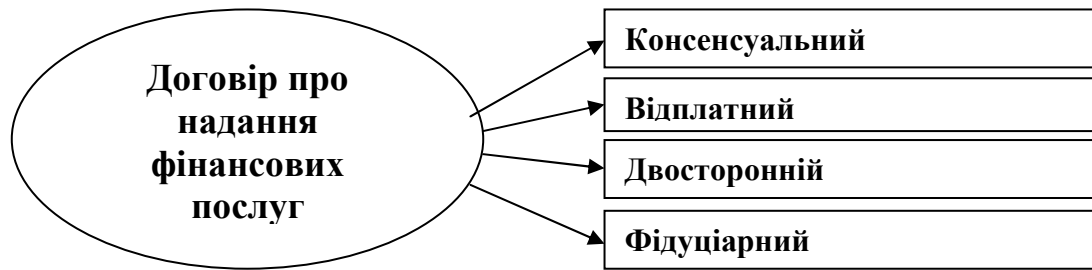 Договір про
надання
фінансових
послуг
Консенсуальний
Відплатний
Двосторонній
Фідуціарний